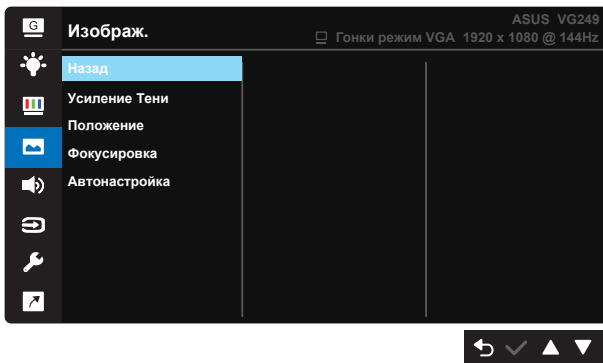 G
Изображ.
ASUS VG249
Гонки режим VGA 1920 x 1080 @ 144Hz
Назад
Усиление Тени
Положение
Фокусировка
Автонастройка